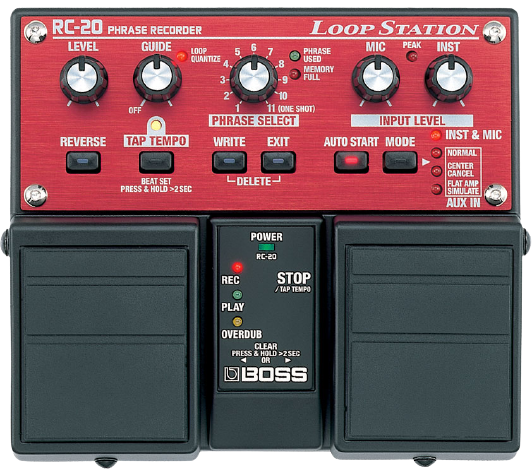 RC-20 PHRASE RECORDER
LOOP STATION
LEVEL
GUIDE
LOOP
QUANTIZE
OFF
1
2
3
4
5
6
7
8
9
10
11 (ONE SHOT)
PHRASE
USED
MEMORY
FULL
PHRASE SELECT
MIC
PEAK
INST
INPUT LEVEL
REVERSE
TAP TEMPO
BEAT SET
PRESS & HOLD >2 SEC
WRITE
EXIT
DELETE
AUTO START
MODE
INST & MIC
NORMAL
CENTER
CANCEL
FLAT AMP
SIMULATE
AUX IN
POWER
RC-20
REC
STOP
/TAP TEMPO
PLAY
OVERDUB
CLEAR
PRESS & HOLD >2 SEC
OR
BOSS